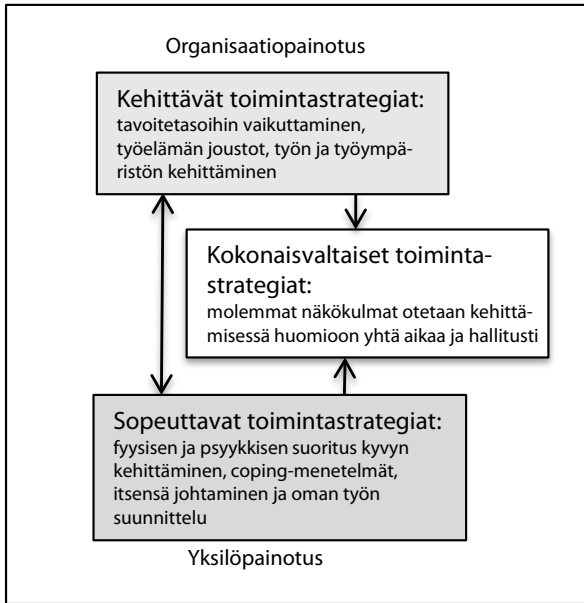 Organisaatiopainotus
Kehittävät toimintastrategiat:
tavoitetasoihin vaikuttaminen,
työelämän joustot, työn ja työympä-
ristön kehittäminen
Kokonaisvaltaiset toiminta-
strategiat:
molemmat näkökulmat otetaan kehittä-
misessä huomioon yhtä aikaa ja hallitusti
Sopeuttavat toimintastrategiat:
fyysisen ja psyykkisen suoritus kyvyn
kehittäminen, coping-menetelmät,
itsensä johtaminen ja oman työn
suunnittelu
Yksilöpainotus